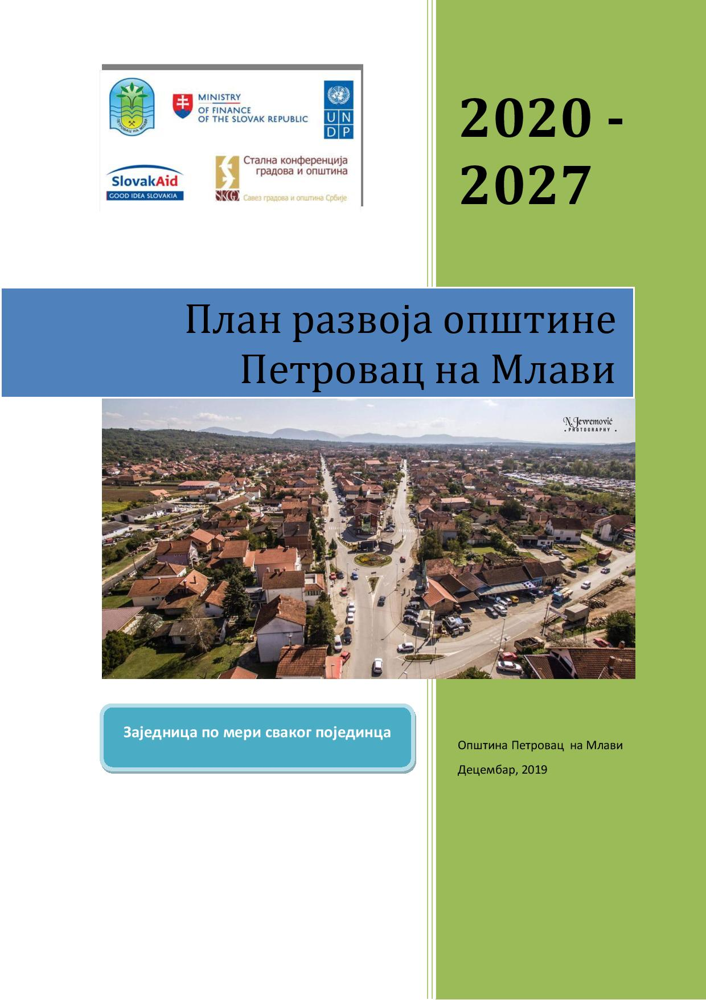 ПЕТРОВАЦ НА МЛАВИ
MINISTRY
OF FINANCE
OF THE SLOVAK REPUBLIC
UN
DP
SlovakAid
GOOD IDEA SLOVAKIA
Стална конференција
градова и општина
SKGO
Савез градова и општина Србије
2020 -
2027
План развоја општине
Петровац на Млави
N.Jevremović
PHOTOGRAPHY
Заједница по мери сваког појединца
Општина Петровац на Млави
Децембар, 2019